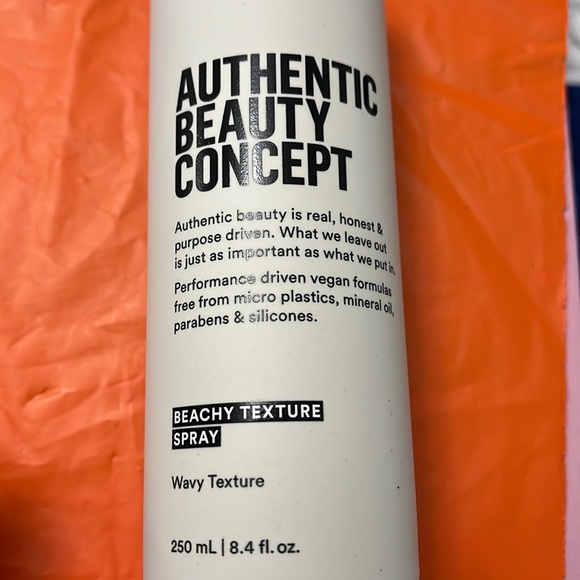 AUTHENTIC
BEAUTY
CONCEPT
Authentic beauty is real, honest &
purpose driven. What we leave out
is just as important as what we put in.
Performance driven vegan formulas
free from micro plastics, mineral oil,
parabens & silicones.
BEACHY TEXTURE
SPRAY
Wavy Texture
250 mL | 8.4 fl. oz.